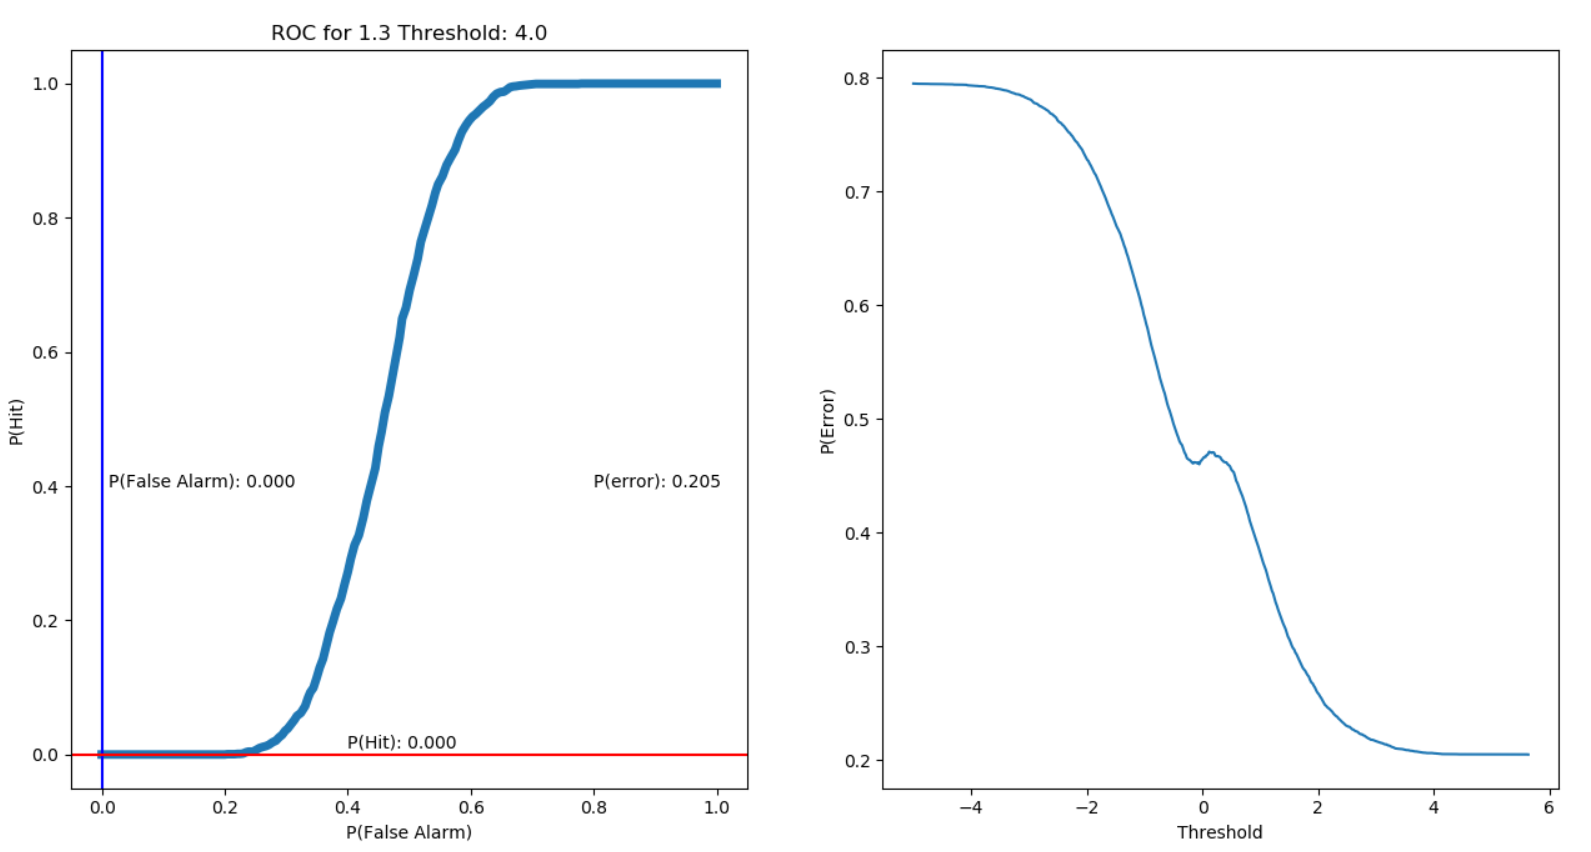 ROC for 1.3 Threshold: 4.0
1.0
0.8
0.6
0.4
0.2
0.0
P(Hit)
P(False Alarm): 0.000
P(error): 0.205
P(Hit): 0.000
0.0 0.2 0.4 0.6 0.8 1.0
P(False Alarm)
0.8
0.7
0.6
0.5
0.4
0.3
0.2
P(Error)
−4 −2 0 2 4 6
Threshold